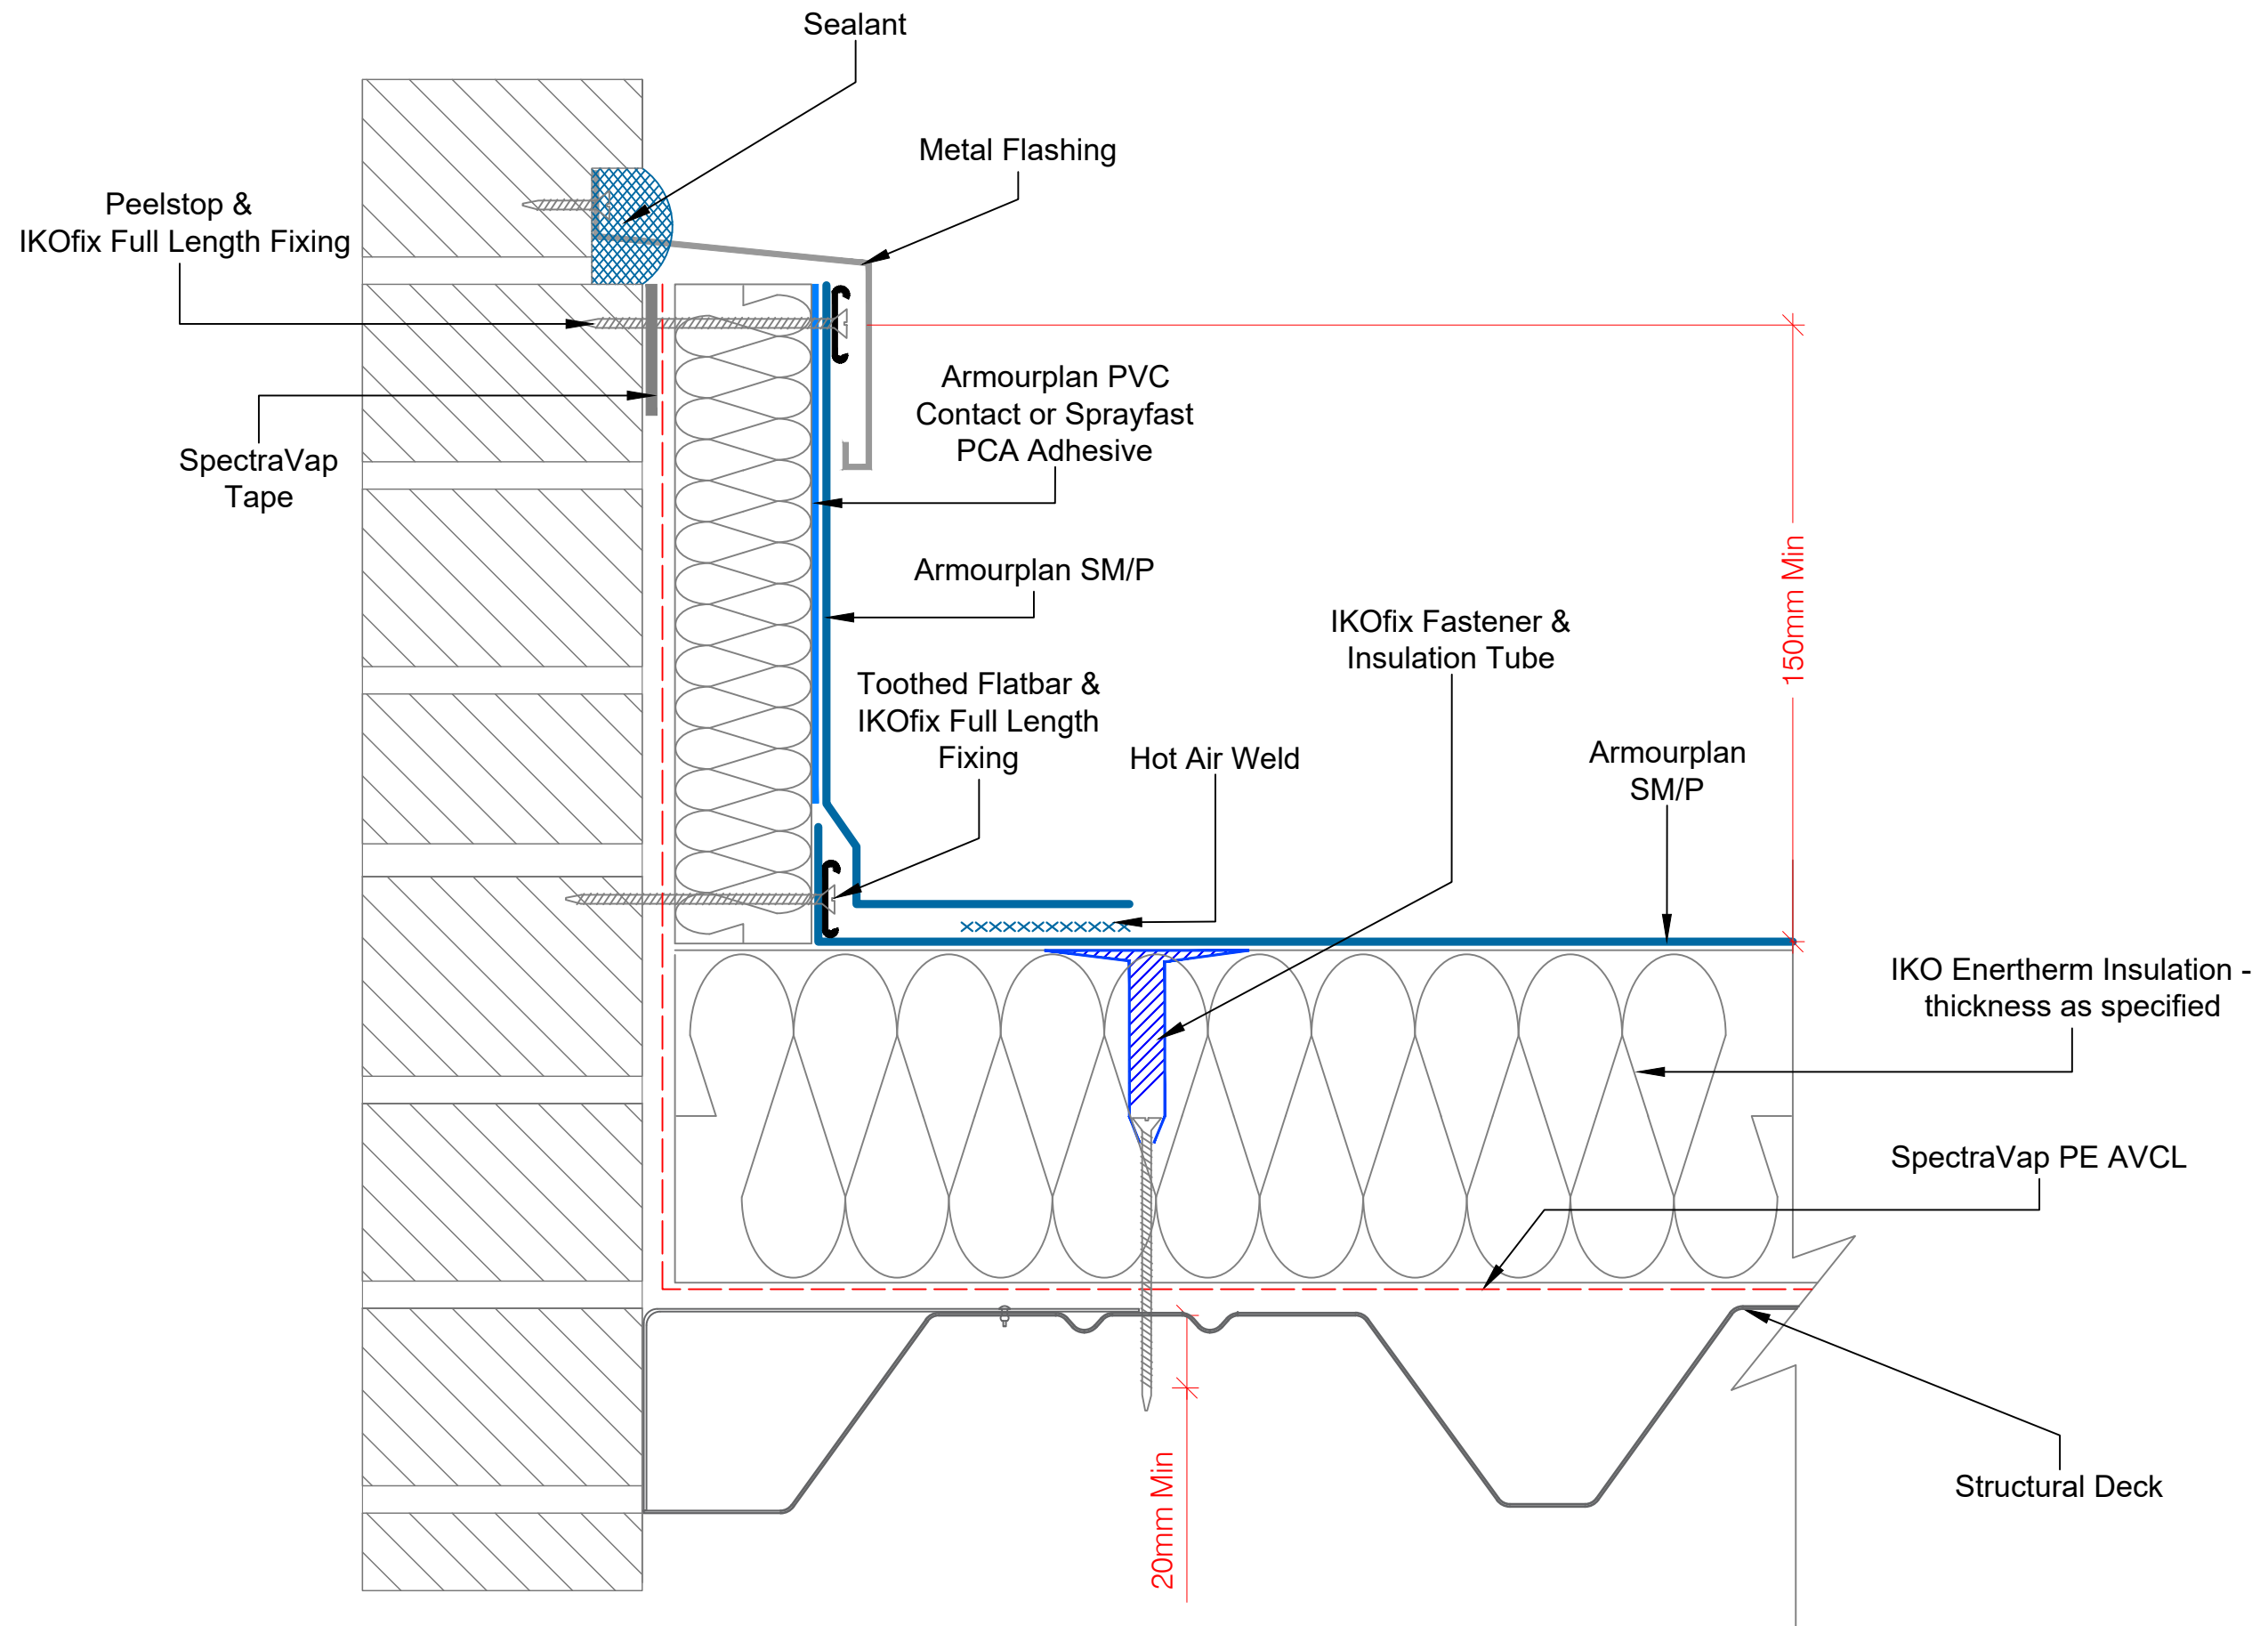 Sealant
Metal Flashing
Peelstop &
IKOfix Full Length Fixing
Armourplan PVC
Contact or Sprayfast
PCA Adhesive
SpectraVap
Tape
Armourplan SM/P
150mm Min
IKOfix Fastener &
Insulation Tube
Toothed Flatbar &
IKOfix Full Length
Fixing
Hot Air Weld
Armourplan
SM/P
IKO Enertherm Insulation -
thickness as specified
SpectraVap PE AVCL
Structural Deck
20mm Min